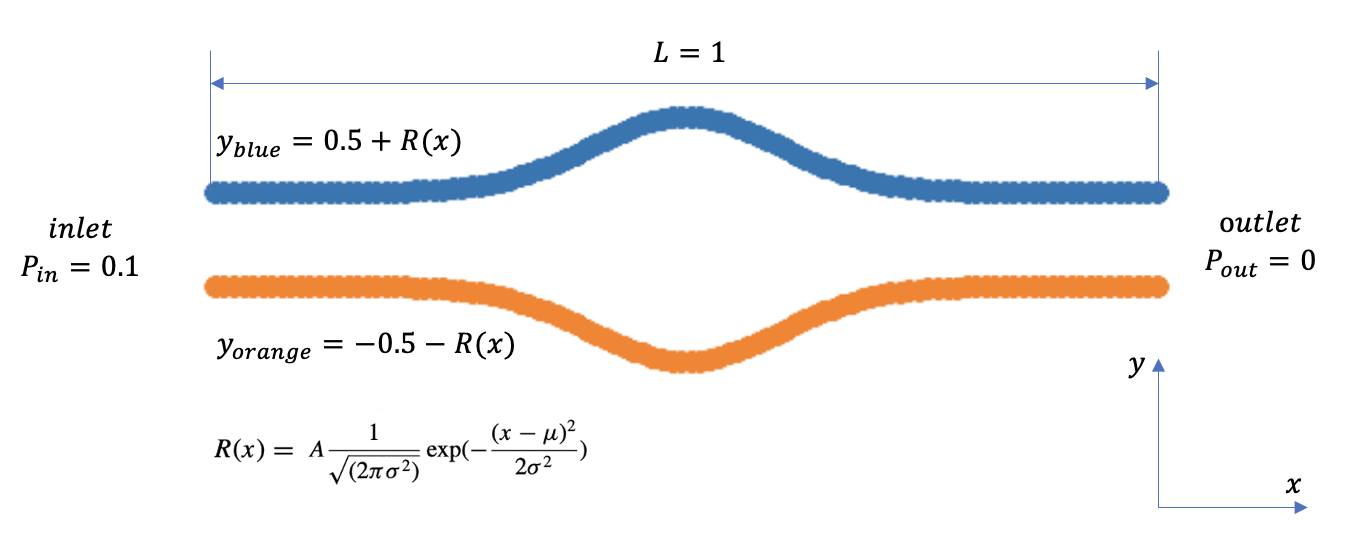 L = 1
y_blue = 0.5 + R(x)
inlet
P_in = 0.1
outlet
P_out = 0
y_orange = −0.5 − R(x)
y
R(x) = A 1/√(2πσ²) exp(−(x − μ)²/2σ²)
x